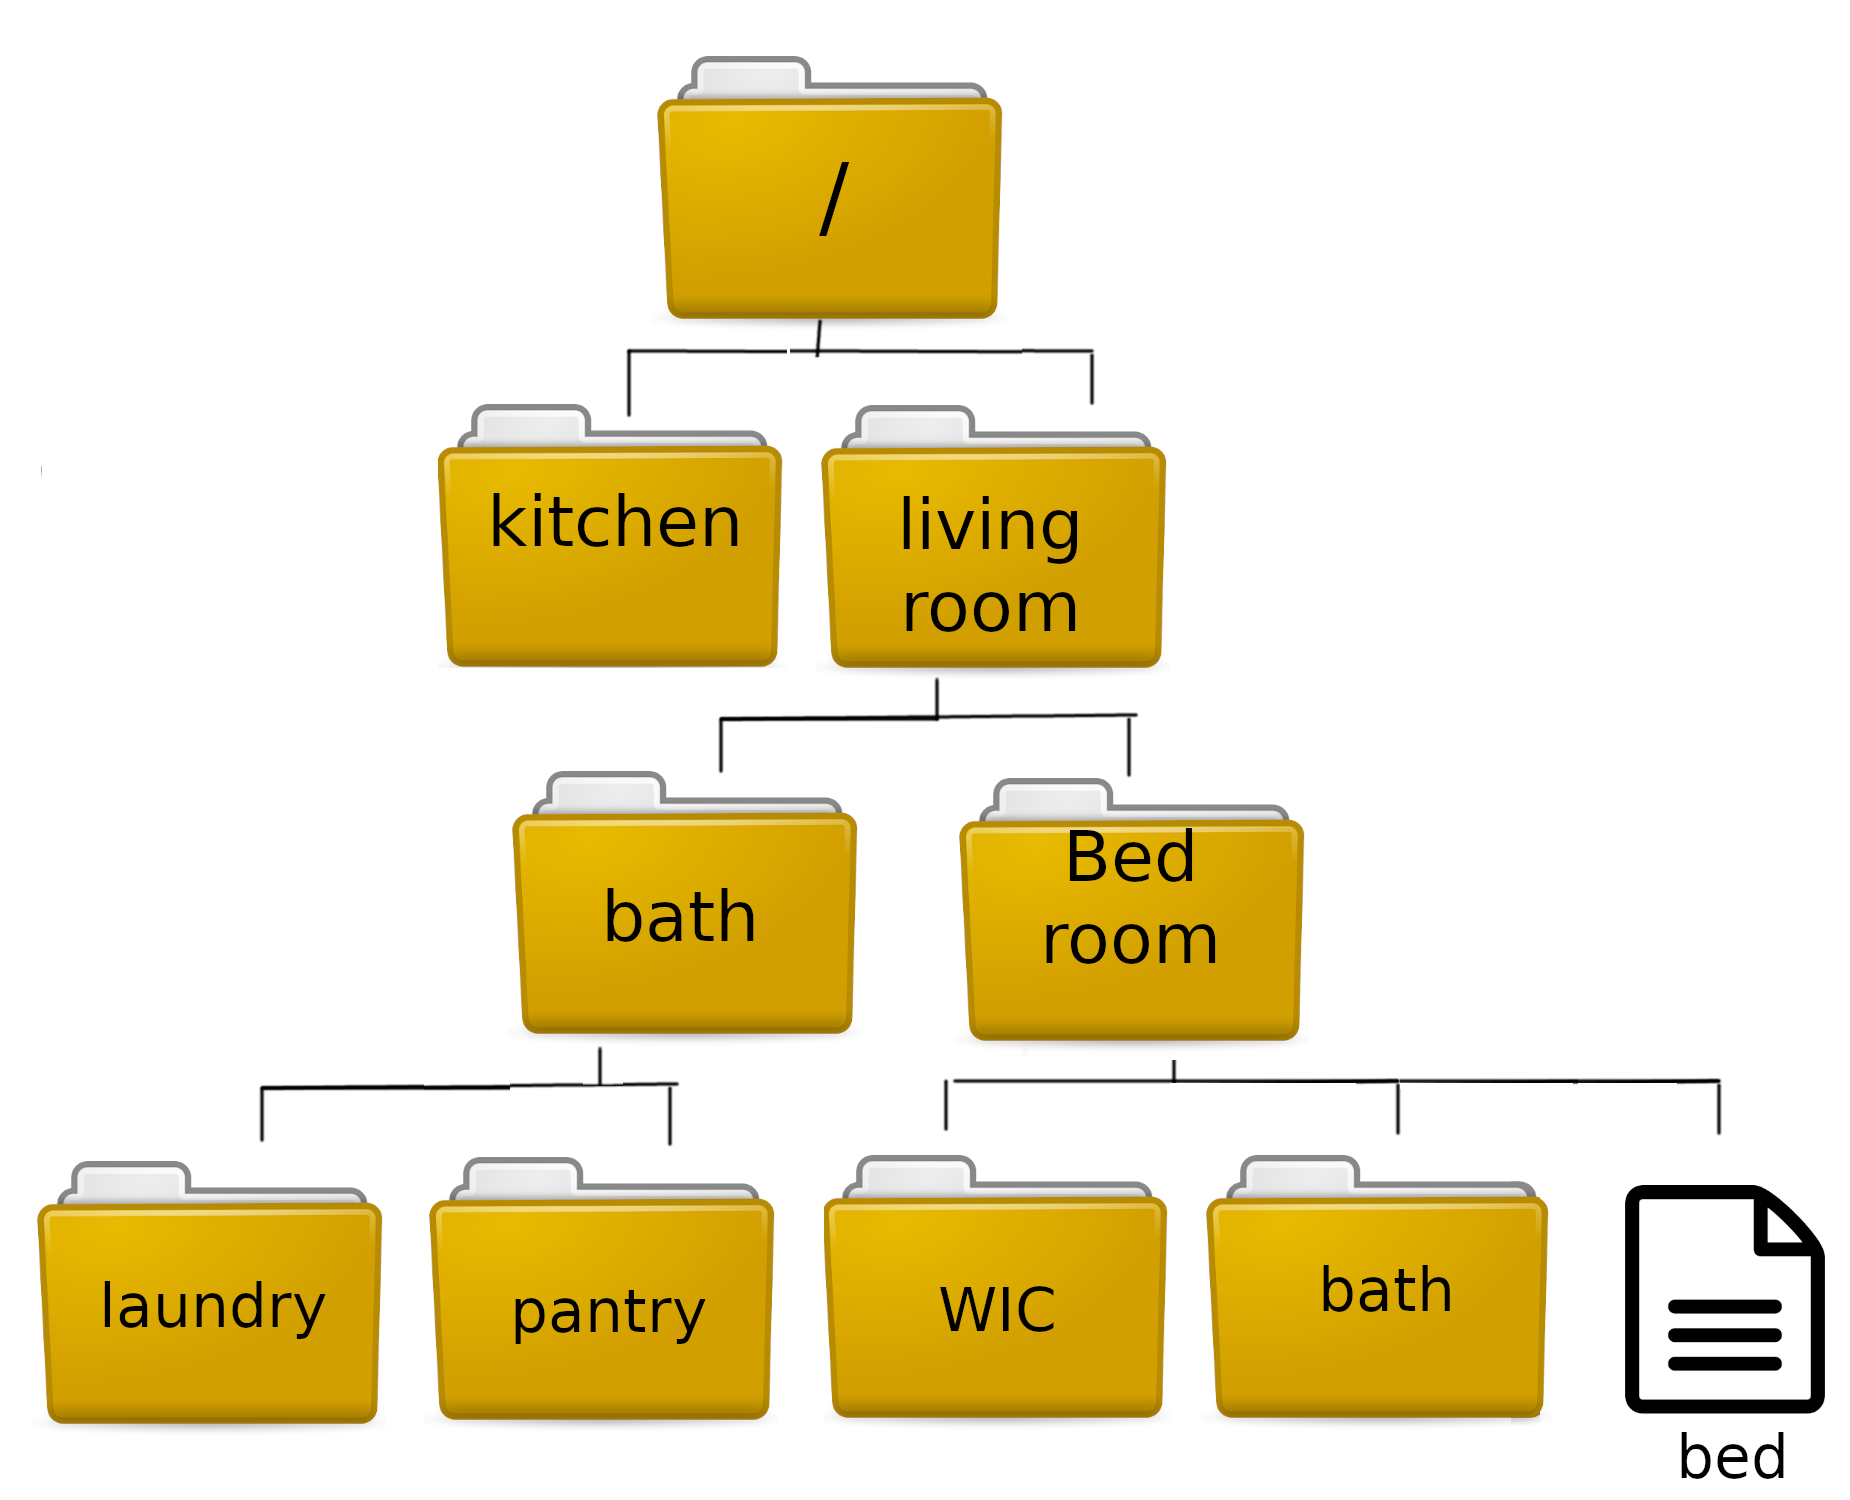 /
kitchen
living
room
bath
Bed
room
laundry
pantry
WIC
bath
bed